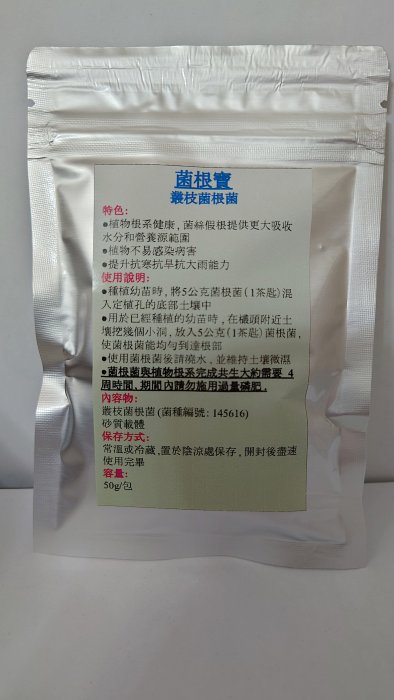 菌根寶
叢枝菌根菌
特色:
●植物根系健康, 菌絲假根提供更大吸收
水分和營養源範圍
●植物不易感染病害
●提升抗寒抗旱抗大雨能力
使用說明:
●種植幼苗時, 將5公克菌根菌(1茶匙)混
入定植孔的底部土壤中
●用於已經種植的幼苗時, 在欉頭附近土
壤挖幾個小洞, 放入5公克(1茶匙)菌根菌,
使菌根菌能均勻到達根部
●使用菌根菌後請澆水, 並維持土壤微濕
●菌根菌與植物根系完成共生大約需要 4
周時間, 期間內請勿施用過量磷肥.
內容物:
叢枝菌根菌(菌種編號: 145616)
砂質載體
保存方式:
常溫或冷藏,置於陰涼處保存, 開封後盡速
使用完畢
容量:
50g/包